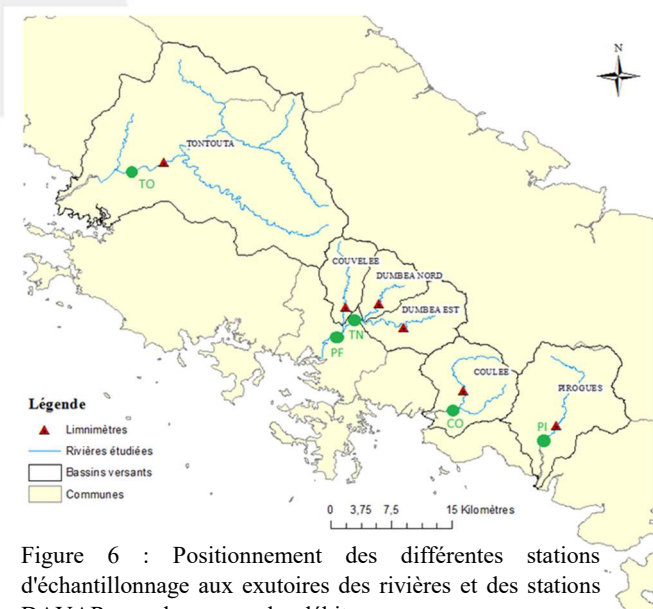 N
TONTOUTA
TO
COUVELEE
DUMBEA NORD
DUMBEA EST
TN
PF
COULEE
PIROGUES
CO
PI
Légende
Limnimètres
Rivières étudiées
Bassins versants
Communes
0 3,75 7,5 15 Kilomètres
Figure 6 : Positionnement des différentes stations
d'échantillonnage aux exutoires des rivières et des stations